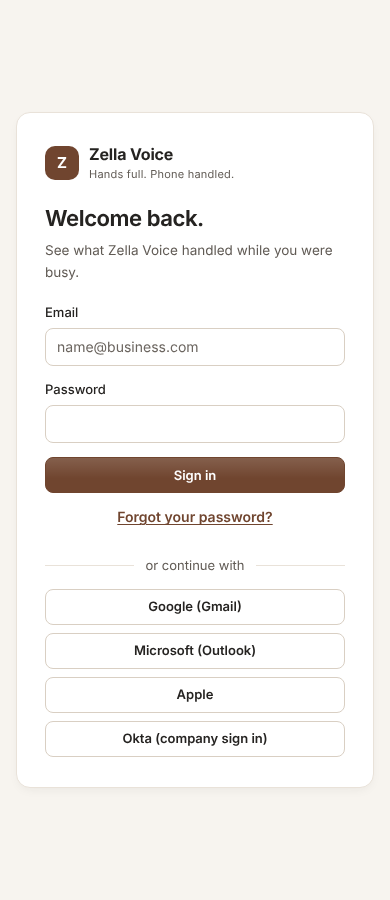 Z
Zella Voice
Hands full. Phone handled.
Welcome back.
See what Zella Voice handled while you were
busy.
Email
name@business.com
Password
Sign in
Forgot your password?
or continue with
Google (Gmail)
Microsoft (Outlook)
Apple
Okta (company sign in)